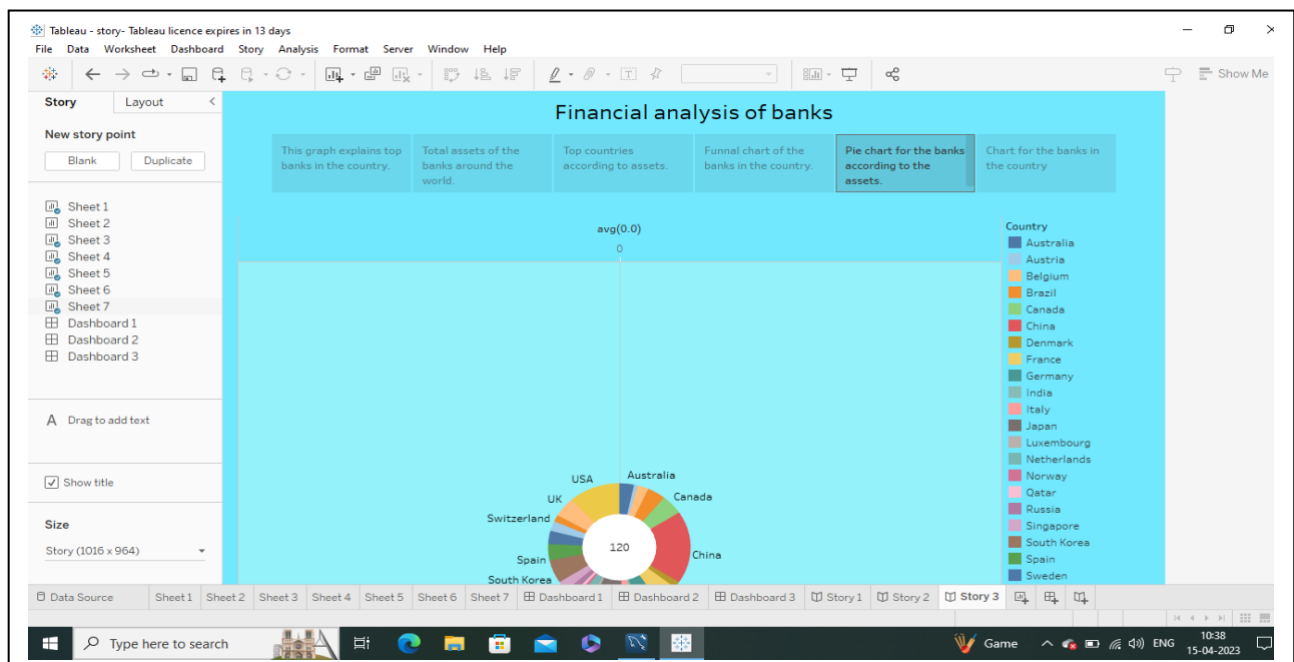 Tableau - story- Tableau licence expires in 13 days
File Data Worksheet Dashboard Story Analysis Format Server Window Help
Show Me
Story Layout
New story point
Blank Duplicate
Sheet 1
Sheet 2
Sheet 3
Sheet 4
Sheet 5
Sheet 6
Sheet 7
Dashboard 1
Dashboard 2
Dashboard 3
A Drag to add text
Show title
Size
Story (1016 x 964)
Financial analysis of banks
This graph explains top
banks in the country.
Total assets of the
banks around the
world.
Top countries
according to assets.
Funnal chart of the
banks in the country.
Pie chart for the banks
according to the
assets.
Chart for the banks in
the country
avg(0.0)
0
USA
Australia
UK
Canada
Switzerland
120
China
Spain
South Korea
Country
Australia
Austria
Belgium
Brazil
Canada
China
Denmark
France
Germany
India
Italy
Japan
Luxembourg
Netherlands
Norway
Qatar
Russia
Singapore
South Korea
Spain
Sweden
Data Source Sheet 1 Sheet 2 Sheet 3 Sheet 4 Sheet 5 Sheet 6 Sheet 7 Dashboard 1 Dashboard 2 Dashboard 3 Story 1 Story 2 Story 3
Type here to search
Game
ENG
10:38
15-04-2023